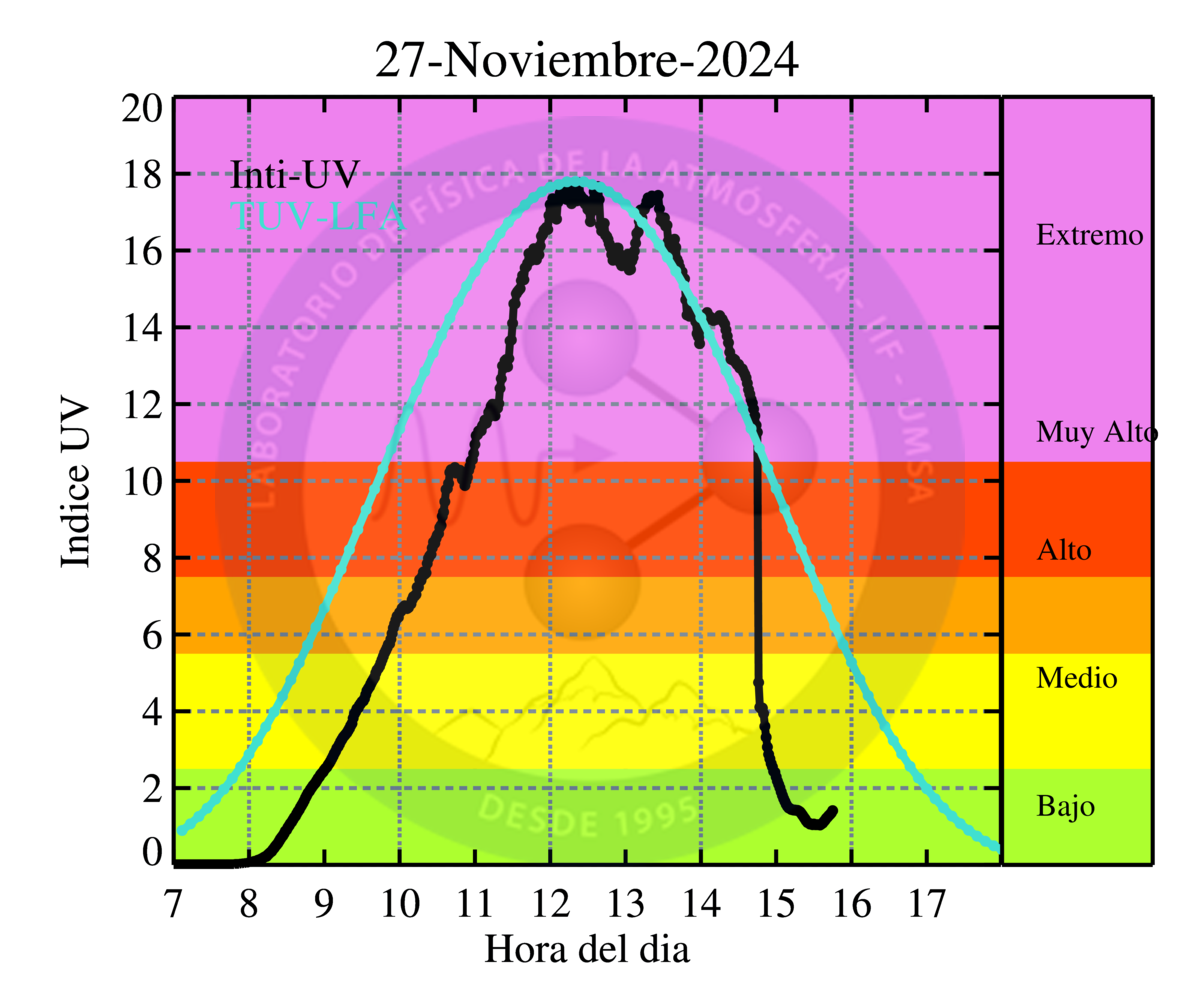 27-Noviembre-2024
20
18
16
14
12
10
8
6
4
2
0
Indice UV
Inti-UV
TUV-LFA
LABORATORIO DE FÍSICA DE LA ATMÓSFERA - IIF - UMSA
DESDE 1995
Extremo
Muy Alto
Alto
Medio
Bajo
7 8 9 10 11 12 13 14 15 16 17
Hora del dia